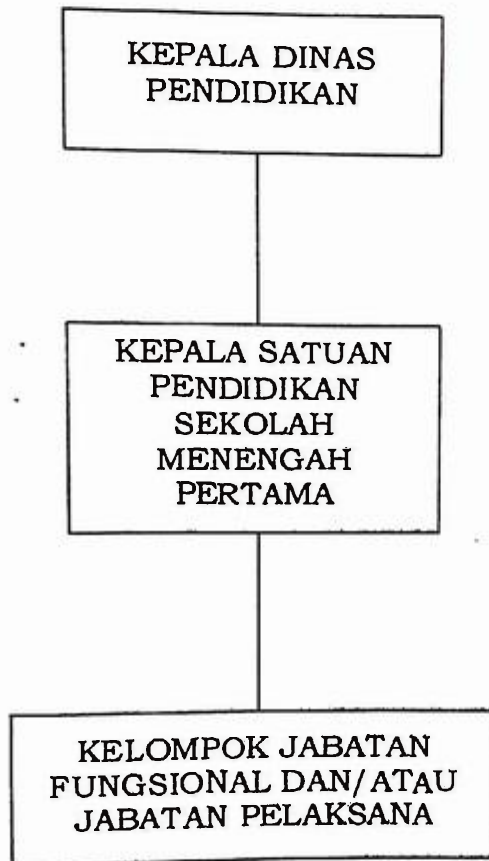 KEPALA DINAS
PENDIDIKAN
KEPALA SATUAN
PENDIDIKAN
SEKOLAH
MENENGAH
PERTAMA
KELOMPOK JABATAN
FUNGSIONAL DAN/ATAU
JABATAN PELAKSANA